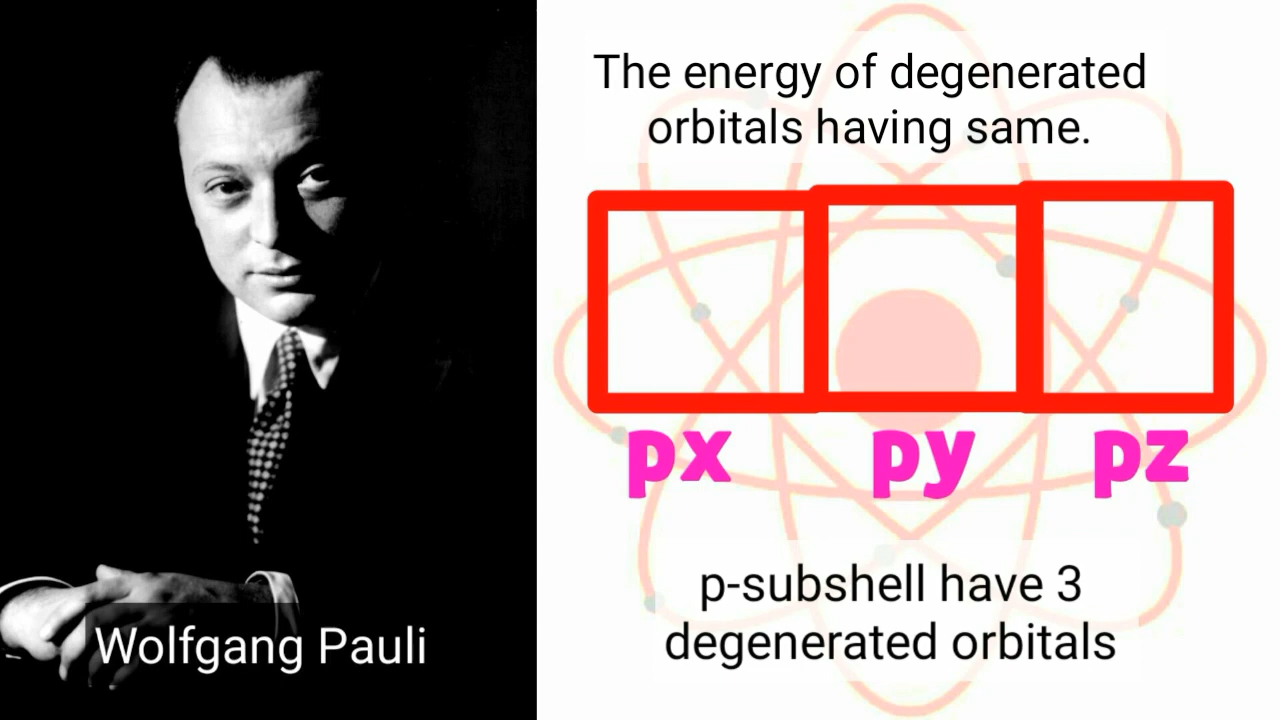 Wolfgang Pauli
The energy of degenerated
orbitals having same.
px py pz
p-subshell have 3
degenerated orbitals